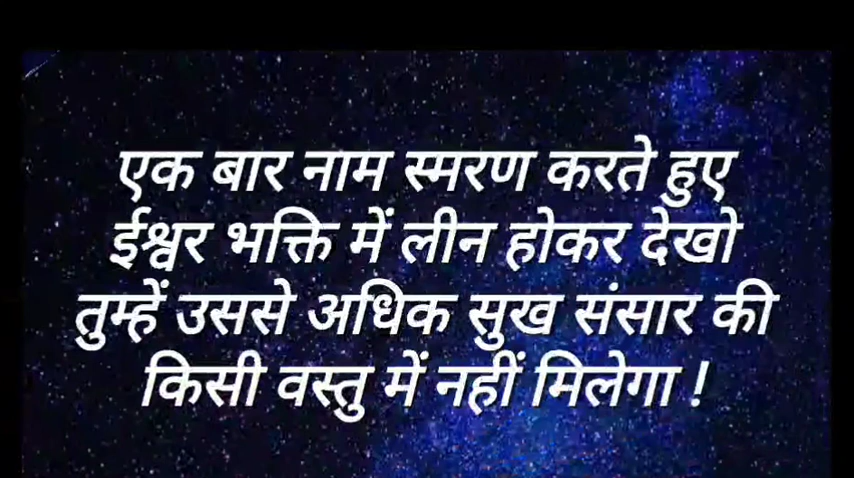 एक बार नाम स्मरण करते हुए
ईश्वर भक्ति में लीन होकर देखो
तुम्हें उससे अधिक सुख संसार की
किसी वस्तु में नहीं मिलेगा !